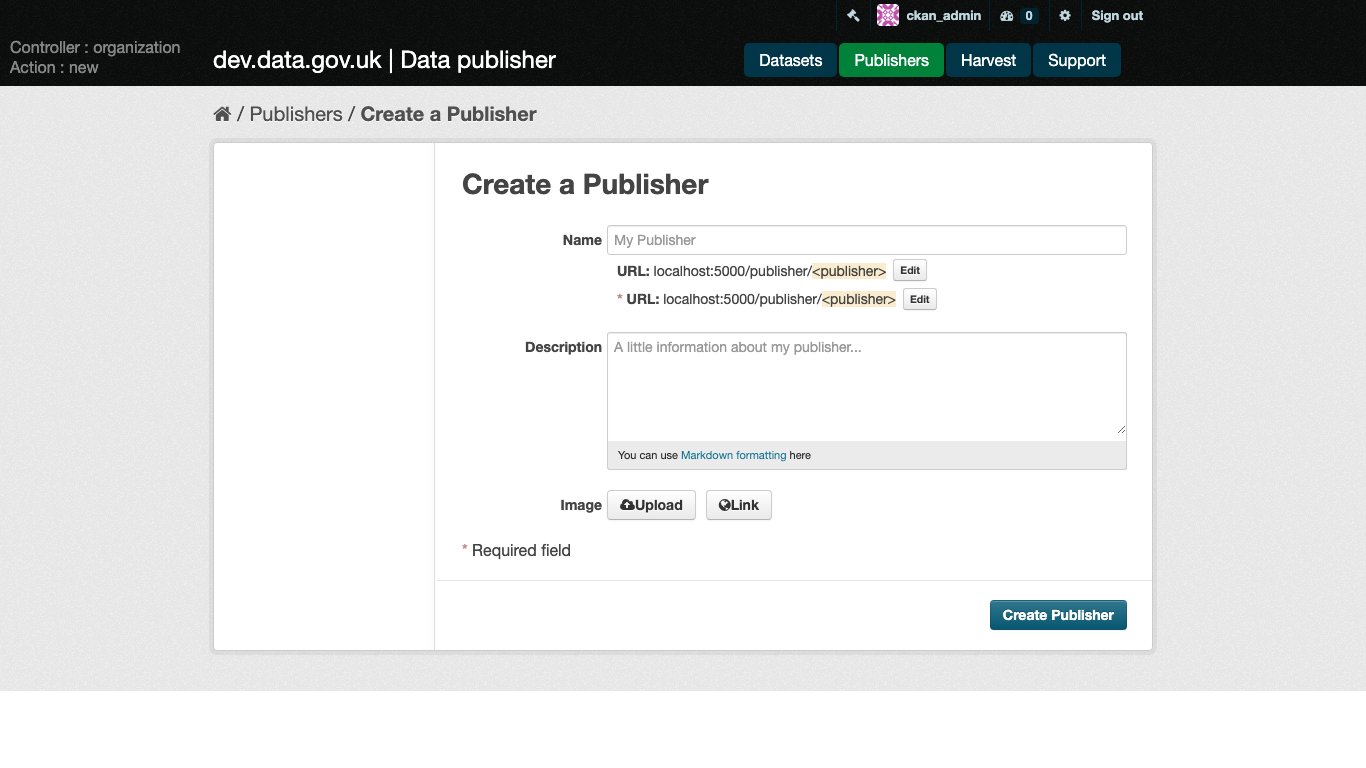 ckan_admin 0 Sign out
Controller : organization
Action : new
dev.data.gov.uk | Data publisher
Datasets Publishers Harvest Support
/ Publishers / Create a Publisher
Create a Publisher
Name My Publisher
URL: localhost:5000/publisher/<publisher> Edit
* URL: localhost:5000/publisher/<publisher> Edit
Description A little information about my publisher...
You can use Markdown formatting here
Image Upload Link
* Required field
Create Publisher